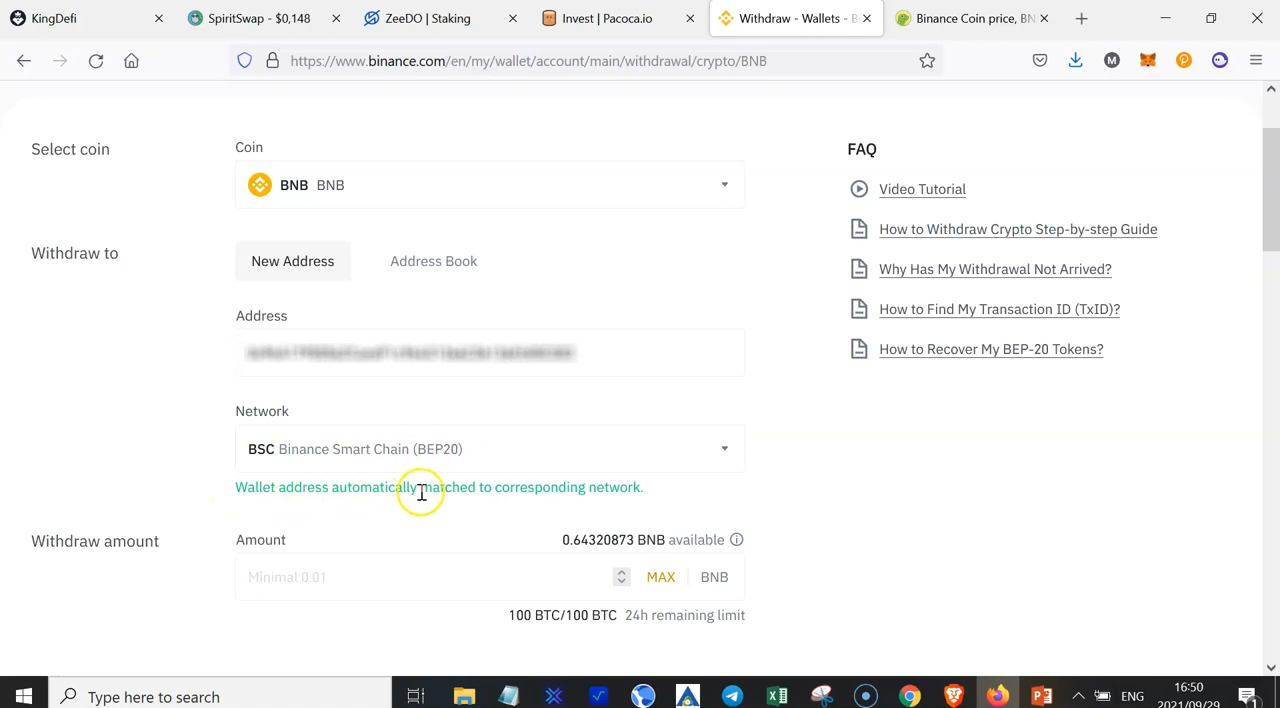 KingDefi
SpiritSwap - $0,148
ZeeDO | Staking
Invest | Pacoca.io
Withdraw - Wallets - B
Binance Coin price, BN
https://www.binance.com/en/my/wallet/account/main/withdrawal/crypto/BNB
Select coin
Coin
BNB BNB
Withdraw to
New Address
Address Book
Address
Network
BSC Binance Smart Chain (BEP20)
Wallet address automatically matched to corresponding network.
Withdraw amount
Amount
0.64320873 BNB available
Minimal 0.01
MAX
BNB
100 BTC/100 BTC 24h remaining limit
FAQ
Video Tutorial
How to Withdraw Crypto Step-by-step Guide
Why Has My Withdrawal Not Arrived?
How to Find My Transaction ID (TxID)?
How to Recover My BEP-20 Tokens?
Type here to search
ENG
16:50
2021/09/29